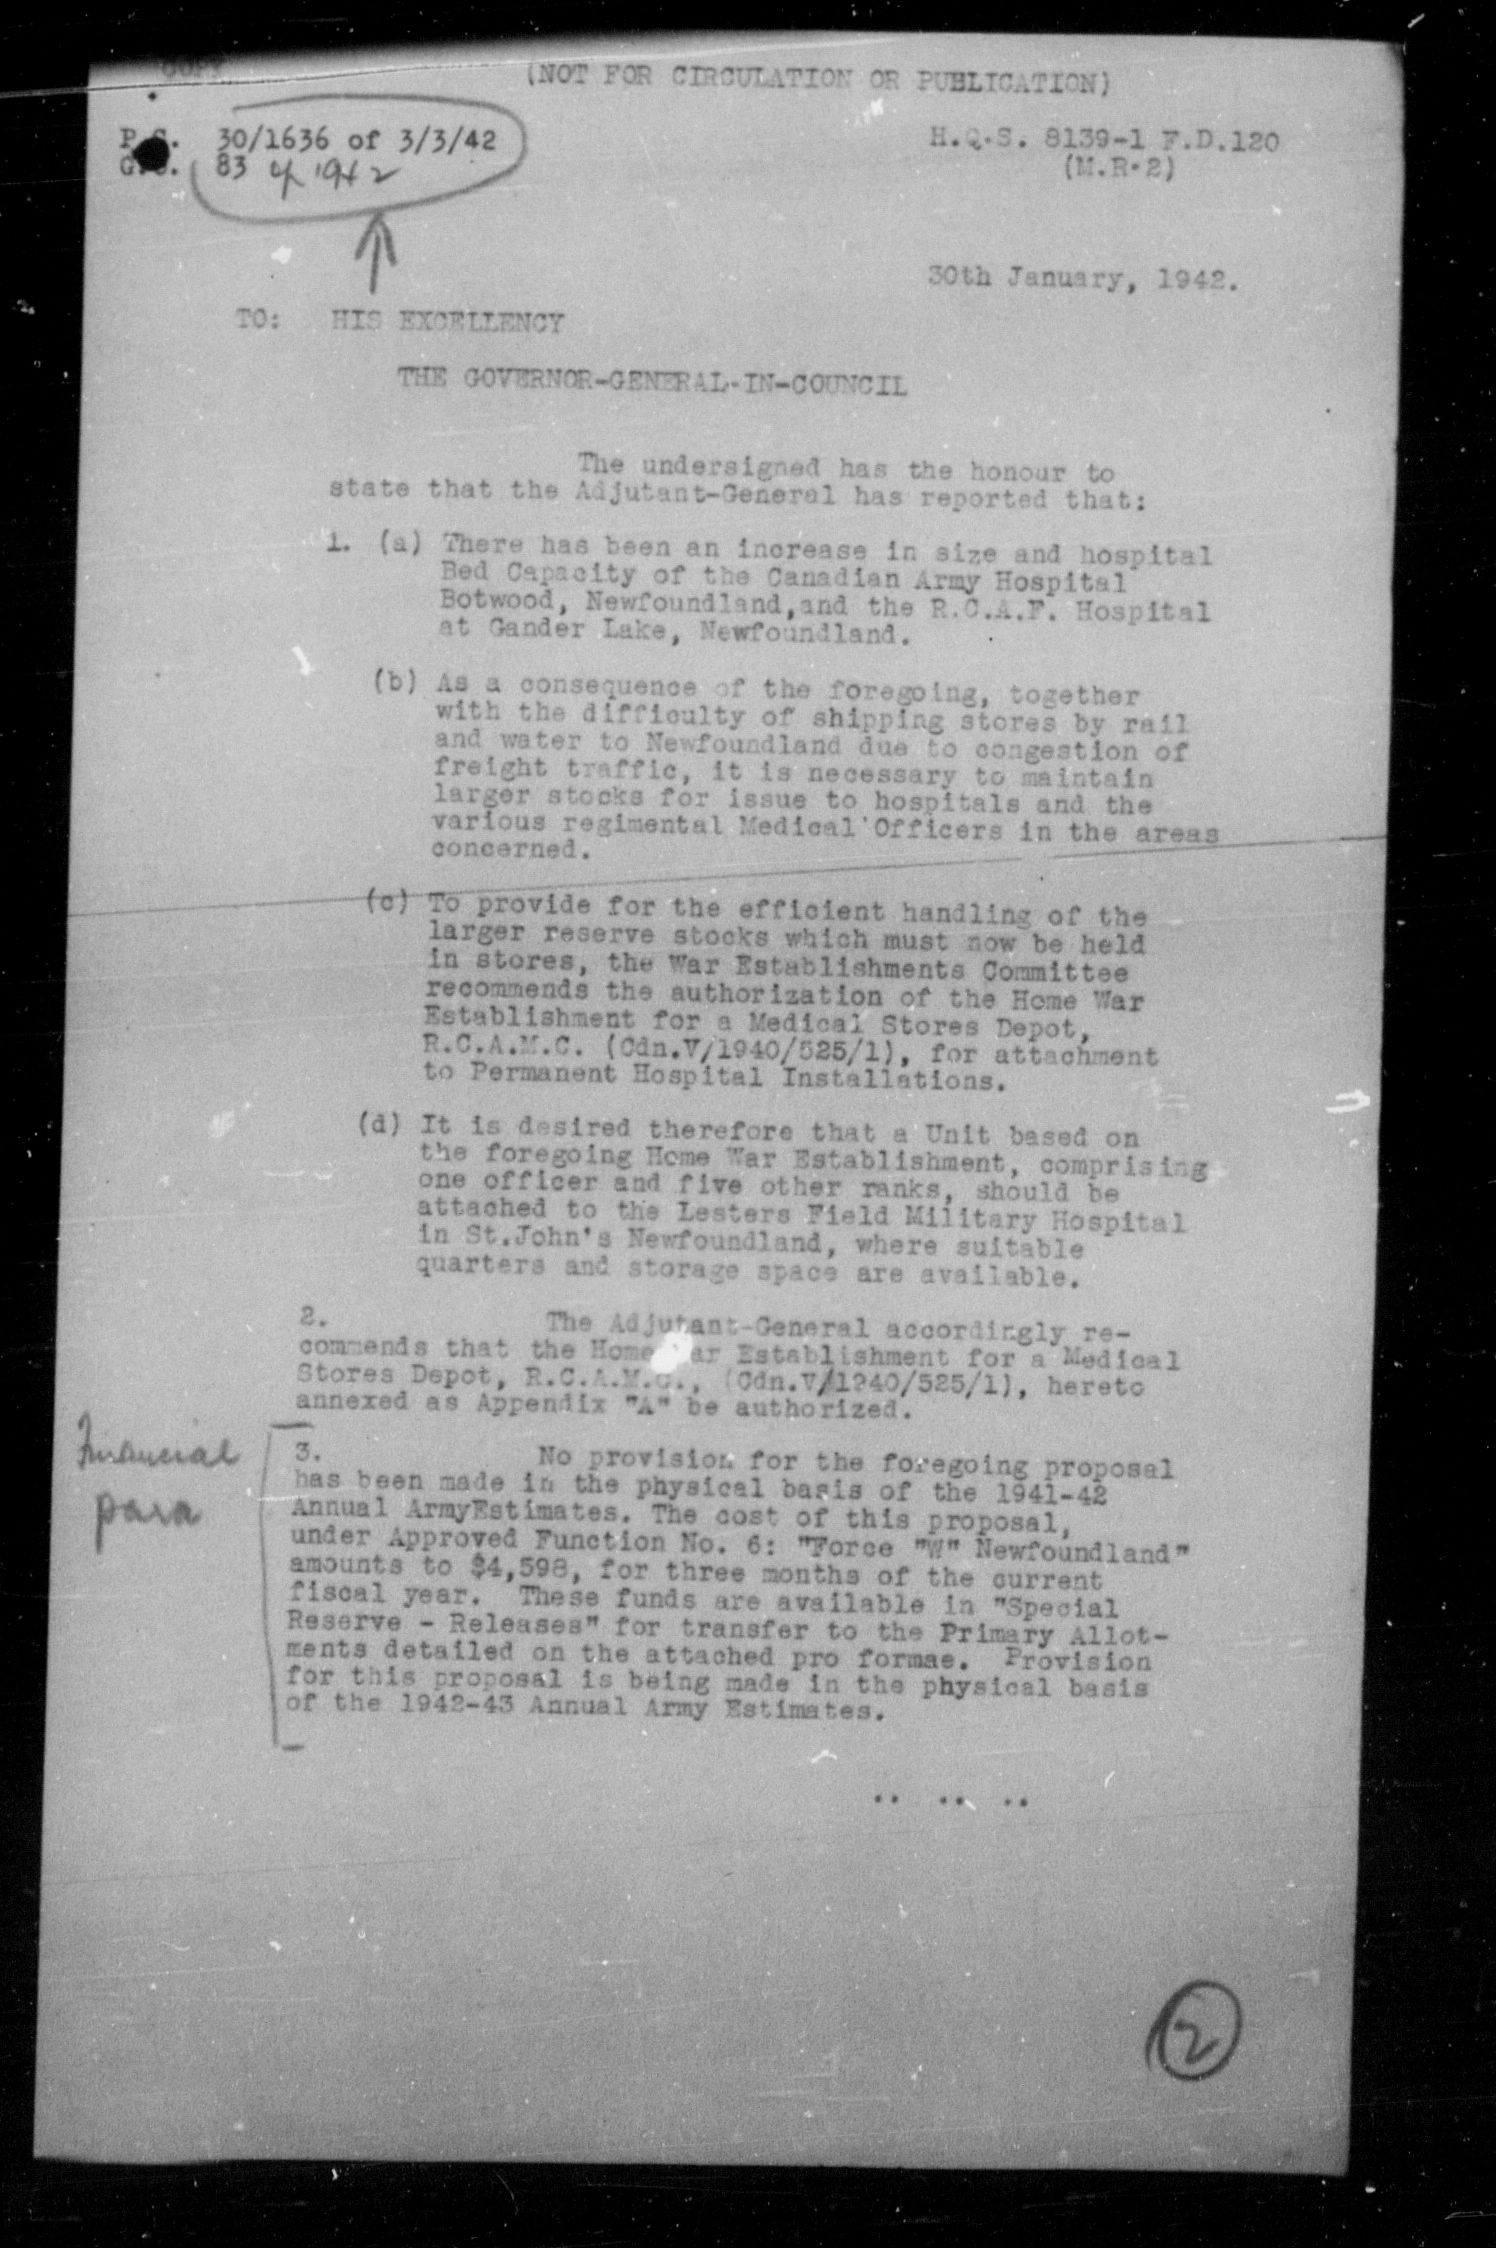 COPY
(NOT FOR CIRCULATION OR PUBLICATION)
P.C. 30/1636 of 3/3/42
G.O. 83 of 1942
H.Q.S. 8139-1 F.D.120
(M.R.2)
30th January, 1942.
TO: HIS EXCELLENCY
THE GOVERNOR-GENERAL-IN-COUNCIL
The undersigned has the honour to
state that the Adjutant-General has reported that:
1. (a) There has been an increase in size and hospital
Bed Capacity of the Canadian Army Hospital
Botwood, Newfoundland,and the R.C.A.F. Hospital
at Gander Lake, Newfoundland.
(b) As a consequence of the foregoing, together
with the difficulty of shipping stores by rail
and water to Newfoundland due to congestion of
freight traffic, it is necessary to maintain
larger stocks for issue to hospitals and the
various regimental Medical Officers in the areas
concerned.
(c) To provide for the efficient handling of the
larger reserve stocks which must now be held
in stores, the War Establishments Committee
recommends the authorization of the Home War
Establishment for a Medical Stores Depot,
R.C.A.M.C. (Cdn.V/1940/525/1), for attachment
to Permanent Hospital Installations.
(d) It is desired therefore that a Unit based on
the foregoing Home War Establishment, comprising
one officer and five other ranks, should be
attached to the Lesters Field Military Hospital
in St.John's Newfoundland, where suitable
quarters and storage space are available.
2. The Adjutant-General accordingly re-
commends that the Home War Establishment for a Medical
Stores Depot, R.C.A.M.C., (Cdn.V/1940/525/1), hereto
annexed as Appendix "A" be authorized.
Financial
para
3. No provision for the foregoing proposal
has been made in the physical basis of the 1941-42
Annual ArmyEstimates. The cost of this proposal,
under Approved Function No. 6: "Force "W" Newfoundland"
amounts to $4,598, for three months of the current
fiscal year. These funds are available in "Special
Reserve - Releases" for transfer to the Primary Allot-
ments detailed on the attached pro formae. Provision
for this proposal is being made in the physical basis
of the 1942-43 Annual Army Estimates.
.. .. ..
2